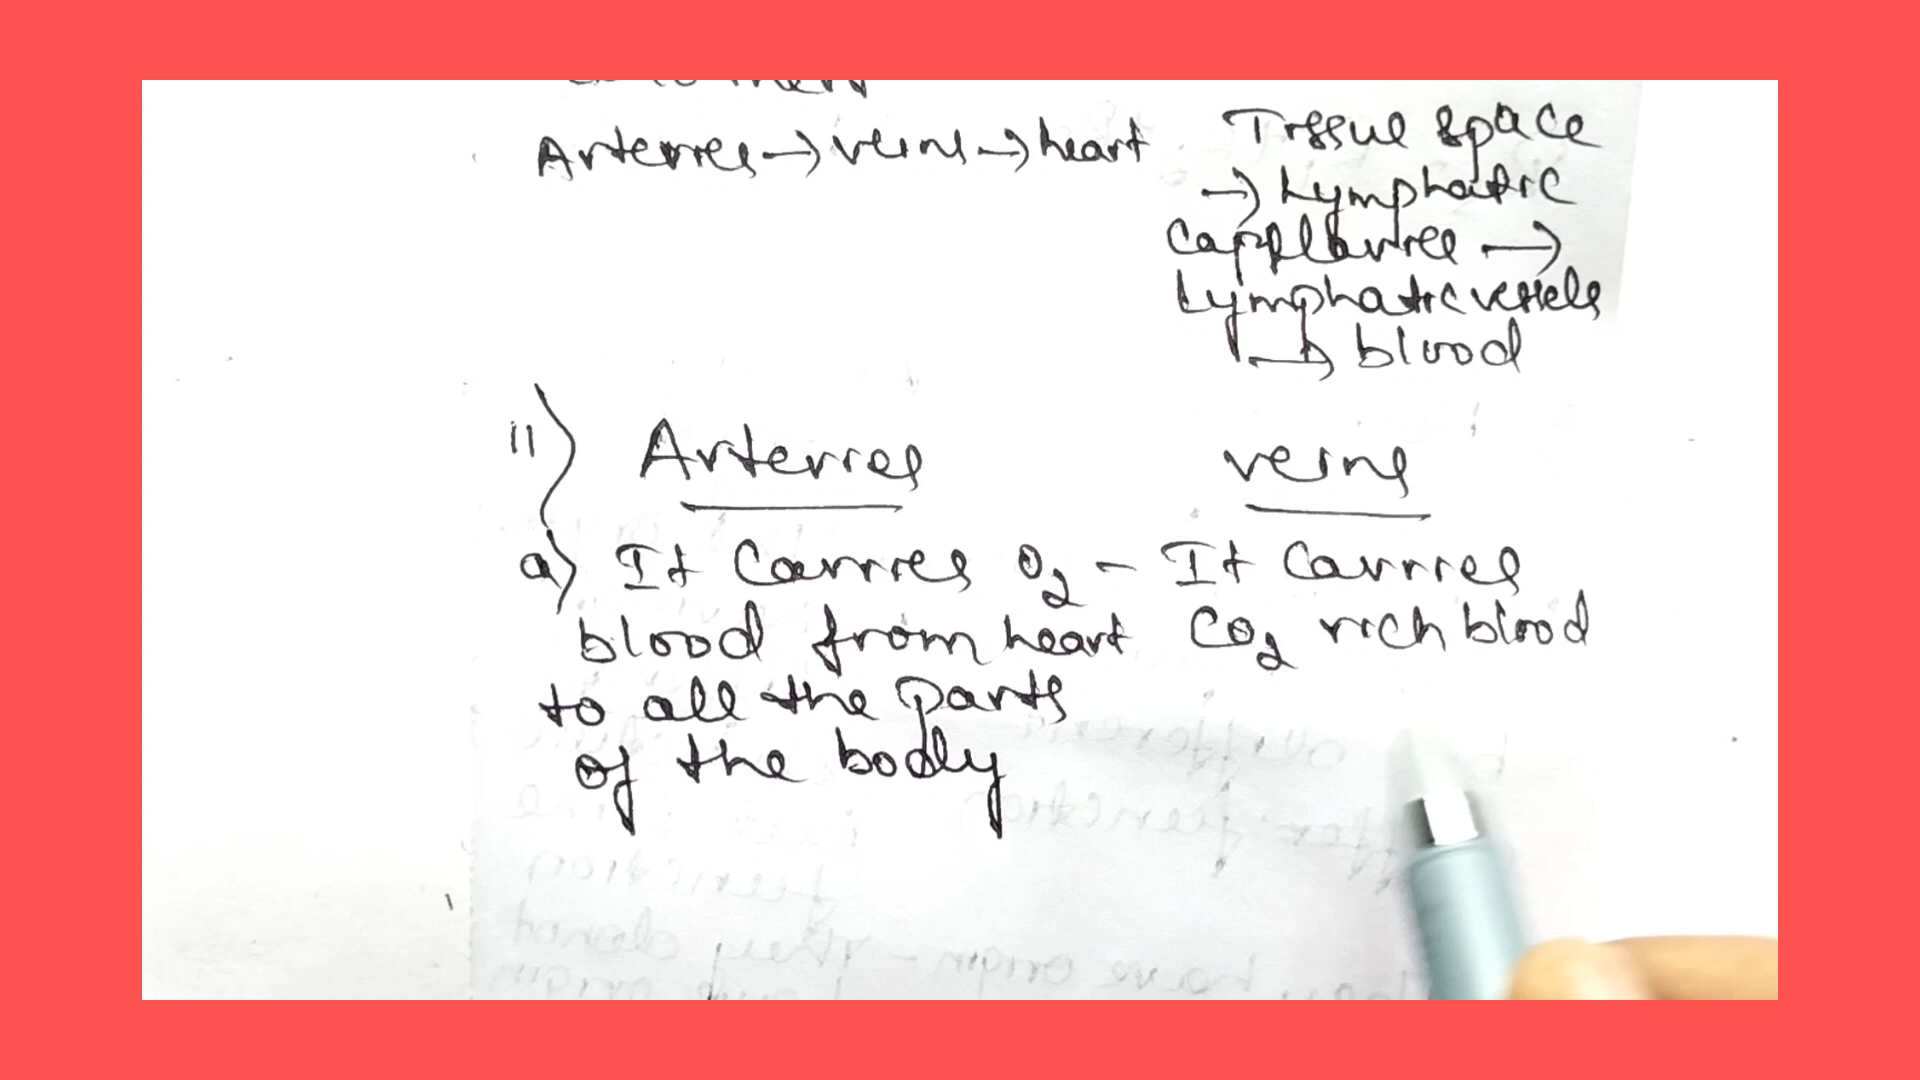 Arteries → veins → heart
Tissue space
→ Lymphatic
Capillaries →
Lymphatic vessels
→ blood
ii) Arteries veins
a) It Carries O2 - It Carries
blood from heart CO2 rich blood
to all the parts
of the body